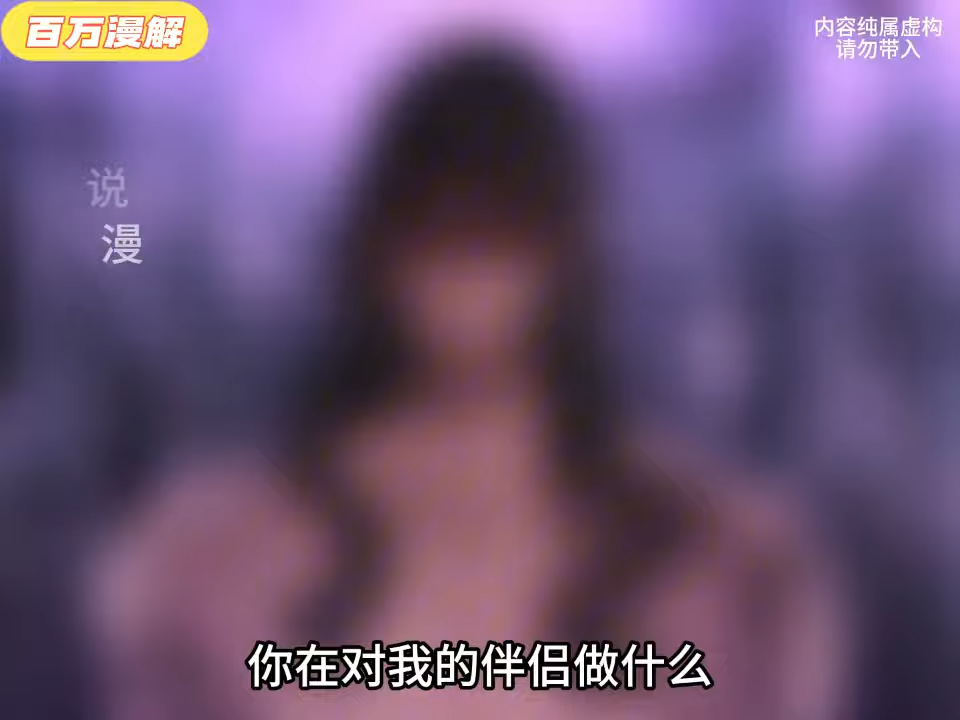 百万漫解
内容纯属虚构
请勿带入
说
漫
你在对我的伴侣做什么